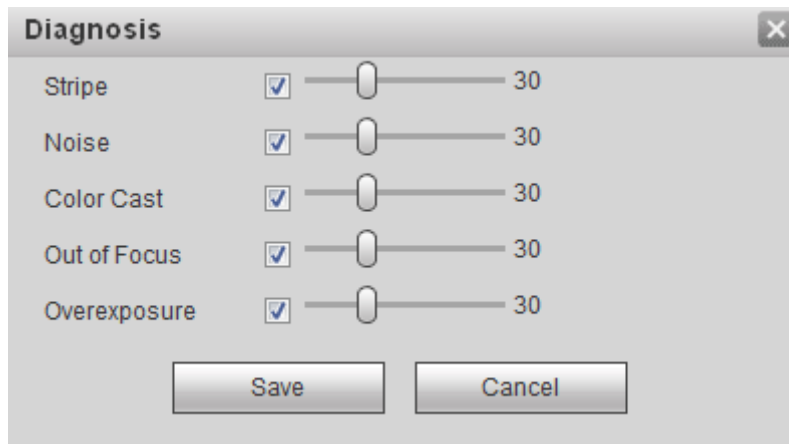 Diagnosis
Stripe 30
Noise 30
Color Cast 30
Out of Focus 30
Overexposure 30
Save Cancel